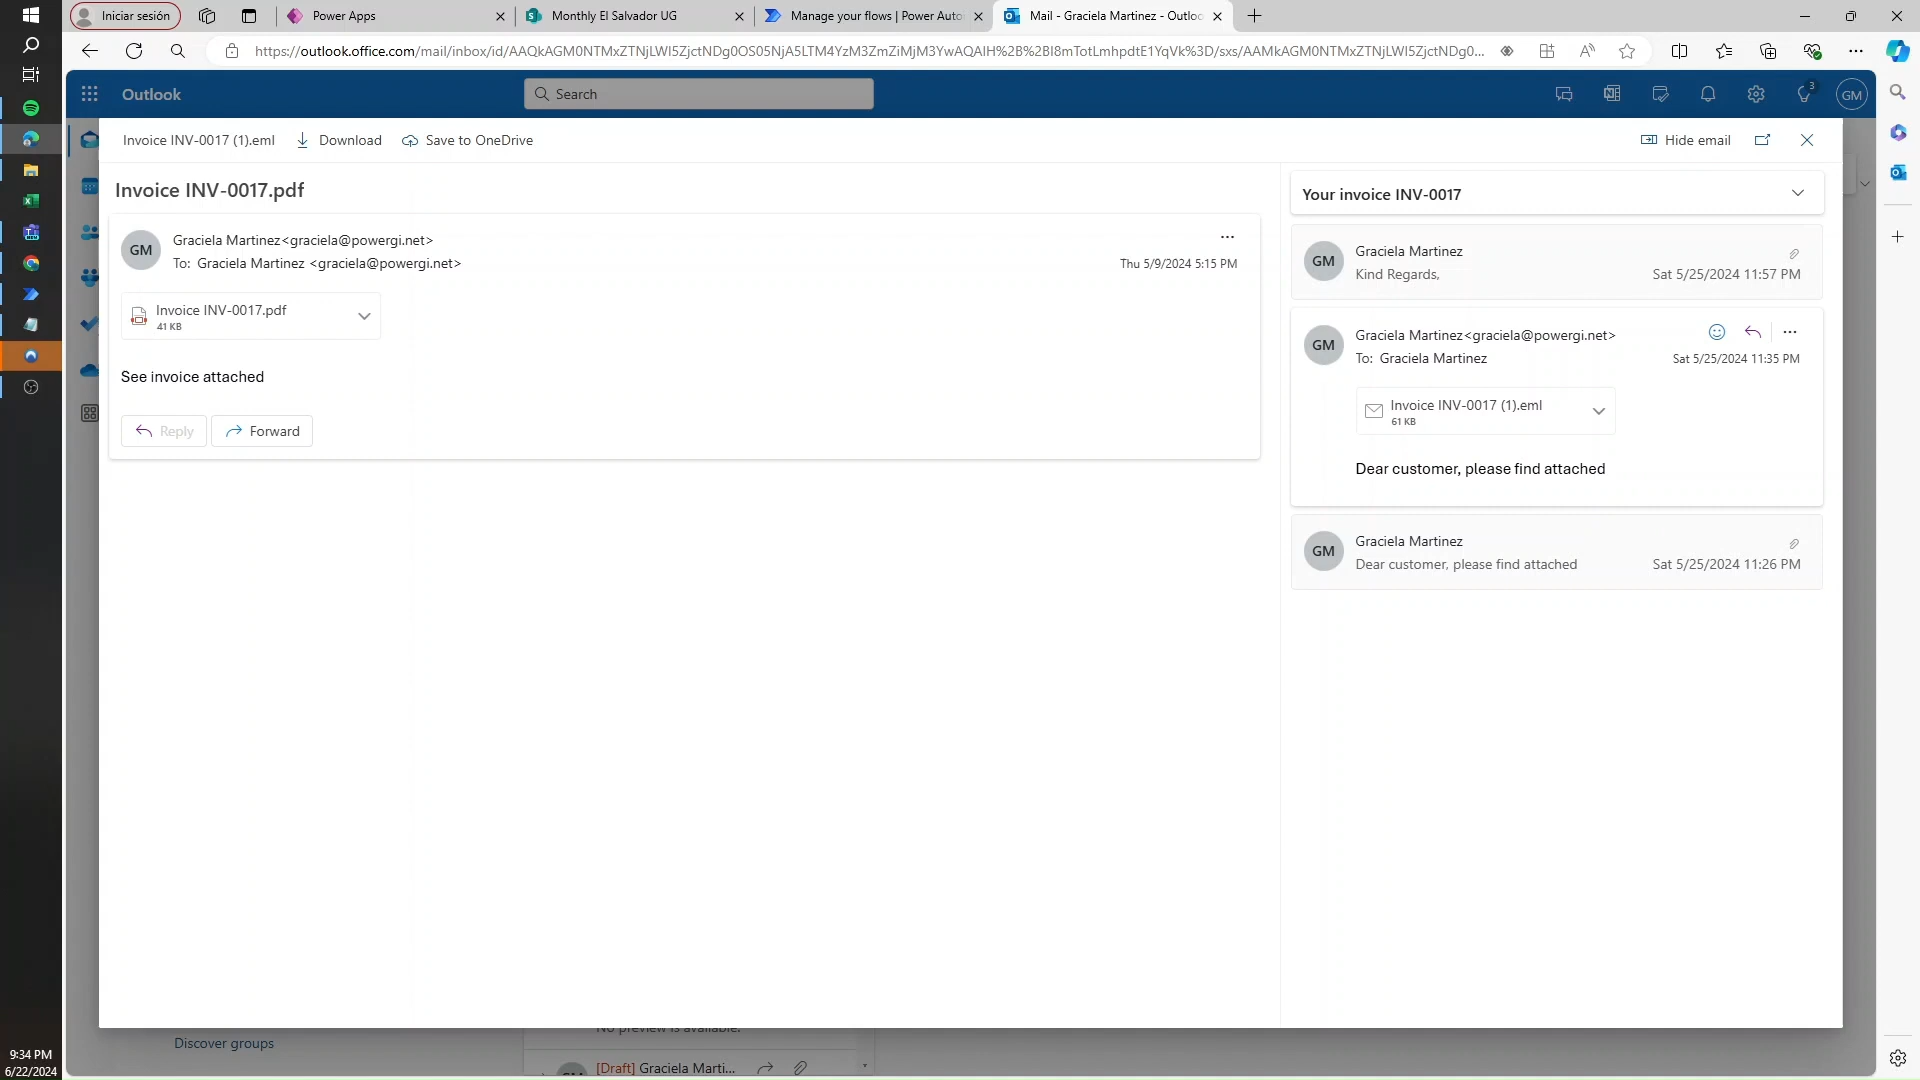 Iniciar sesión
Power Apps
Monthly El Salvador UG
Manage your flows | Power Auto
Mail - Graciela Martinez - Outloo
https://outlook.office.com/mail/inbox/id/AAQkAGM0NTMxZTNjLWI5ZjctNDg0OS05NjA5LTM4YzM3ZmZiMjM3YwAQAIH%2B%2BI8mTotLmhpdtE1YqVk%3D/sxs/AAMkAGM0NTMxZTNjLWI5ZjctNDg0...
Outlook
Search
3
GM
Invoice INV-0017 (1).eml
Download
Save to OneDrive
Hide email
Invoice INV-0017.pdf
GM
Graciela Martinez<graciela@powergi.net>
To: Graciela Martinez <graciela@powergi.net>
Thu 5/9/2024 5:15 PM
Invoice INV-0017.pdf
41 KB
See invoice attached
Reply
Forward
Your invoice INV-0017
GM
Graciela Martinez
Kind Regards,
Sat 5/25/2024 11:57 PM
GM
Graciela Martinez<graciela@powergi.net>
To: Graciela Martinez
Sat 5/25/2024 11:35 PM
Invoice INV-0017 (1).eml
61 KB
Dear customer, please find attached
GM
Graciela Martinez
Dear customer, please find attached
Sat 5/25/2024 11:26 PM
No preview is available.
Discover groups
[Draft] Graciela Marti...
9:34 PM
6/22/2024